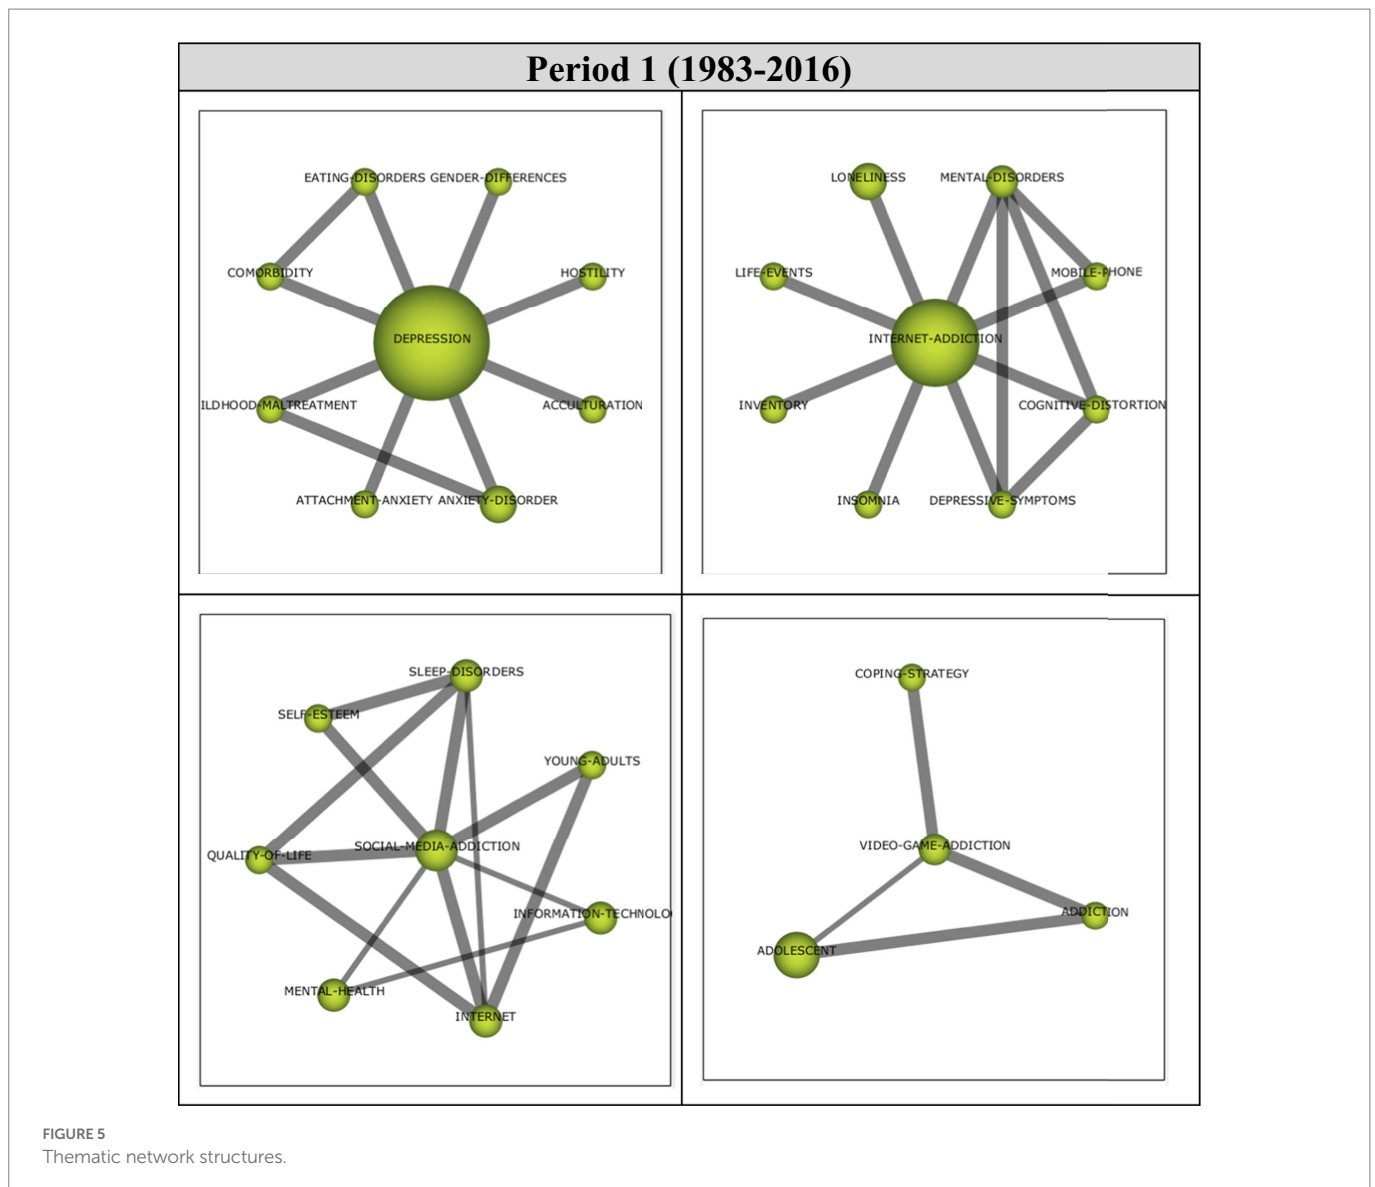 Period 1 (1983-2016)
EATING-DISORDERS GENDER-DIFFERENCES
COMORBIDITY
HOSTILITY
DEPRESSION
ILDHOOD-MALTREATMENT
ACCULTURATION
ATTACHMENT-ANXIETY ANXIETY-DISORDER
LONELINESS
MENTAL-DISORDERS
LIFE-EVENTS
MOBILE-PHONE
INTERNET-ADDICTION
INVENTORY
COGNITIVE-DISTORTION
INSOMNIA
DEPRESSIVE-SYMPTOMS
SLEEP-DISORDERS
SELF-ESTEEM
YOUNG-ADULTS
SOCIAL-MEDIA-ADDICTION
QUALITY-OF-LIFE
INFORMATION-TECHNOLO
MENTAL-HEALTH
INTERNET
COPING-STRATEGY
VIDEO-GAME-ADDICTION
ADDICTION
ADOLESCENT
FIGURE 5
Thematic network structures.